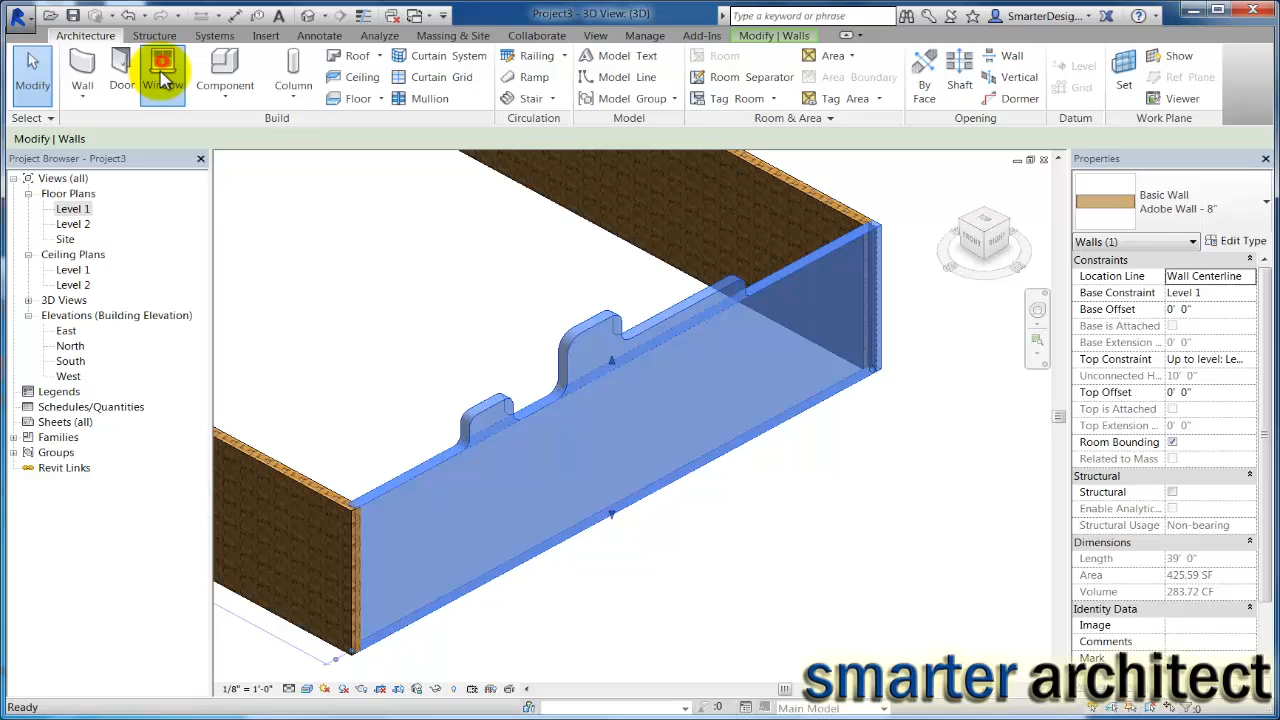 Project3 - 3D View: {3D}
Type a keyword or phrase
SmarterDesig...
Architecture Structure Systems Insert Annotate Analyze Massing & Site Collaborate View Manage Add-Ins Modify | Walls
Modify Wall Door Window Component Column
Roof Curtain System Railing Model Text Room Area Wall Show
Ceiling Curtain Grid Ramp Model Line Room Separator Area Boundary By Face Shaft Vertical Level Set Ref Plane
Floor Mullion Stair Model Group Tag Room Tag Area Dormer Grid Viewer
Select Build Circulation Model Room & Area Opening Datum Work Plane
Modify | Walls
Project Browser - Project3
Views (all)
Floor Plans
Level 1
Level 2
Site
Ceiling Plans
Level 1
Level 2
3D Views
Elevations (Building Elevation)
East
North
South
West
Legends
Schedules/Quantities
Sheets (all)
Families
Groups
Revit Links
TOP
FRONT
RIGHT
Properties
Basic Wall
Adobe Wall - 8"
Walls (1) Edit Type
Constraints
Location Line Wall Centerline
Base Constraint Level 1
Base Offset 0' 0"
Base is Attached
Base Extension ... 0' 0"
Top Constraint Up to level: Le...
Unconnected H... 10' 0"
Top Offset 0' 0"
Top is Attached
Top Extension ... 0' 0"
Room Bounding
Related to Mass
Structural
Structural
Enable Analytic...
Structural Usage Non-bearing
Dimensions
Length 39' 0"
Area 425.59 SF
Volume 283.72 CF
Identity Data
Image
Comments
Mark
1/8" = 1'-0"
smarter architect
Ready
:0
Main Model
:1